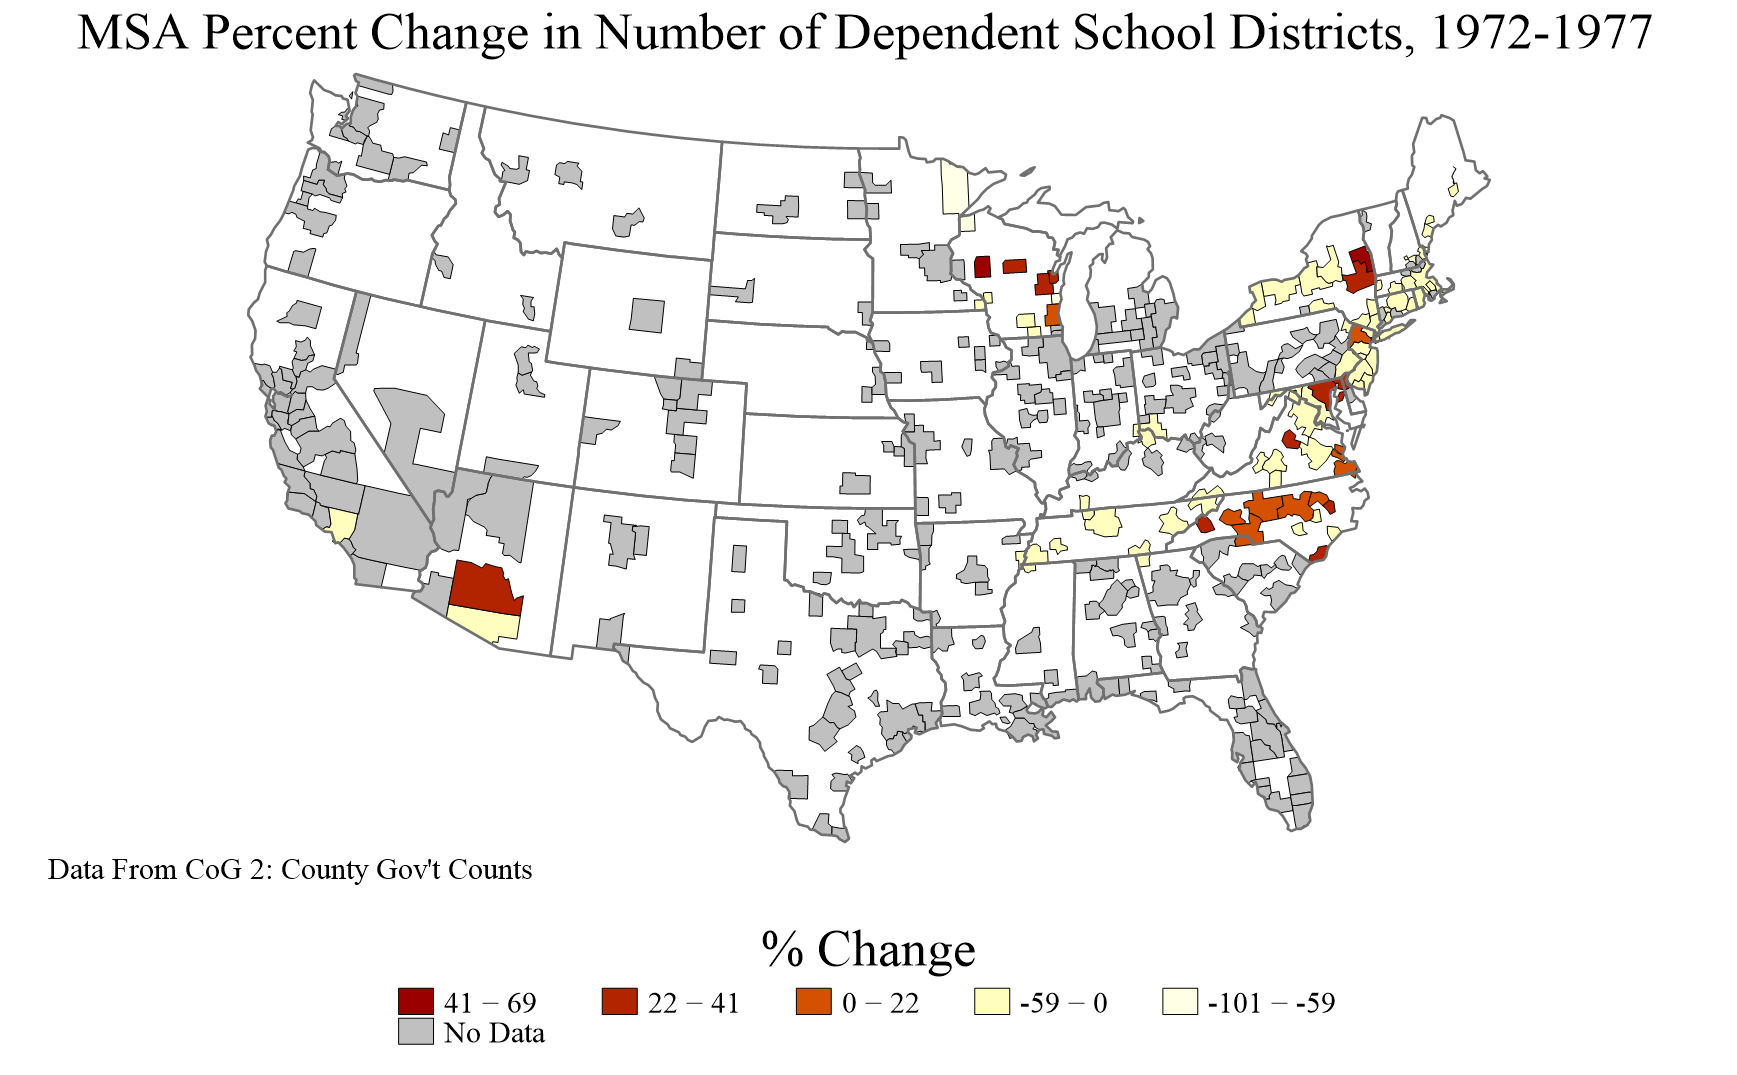 MSA Percent Change in Number of Dependent School Districts, 1972-1977
Data From CoG 2: County Gov't Counts
% Change
41 − 69
22 − 41
0 − 22
-59 − 0
-101 − -59
No Data